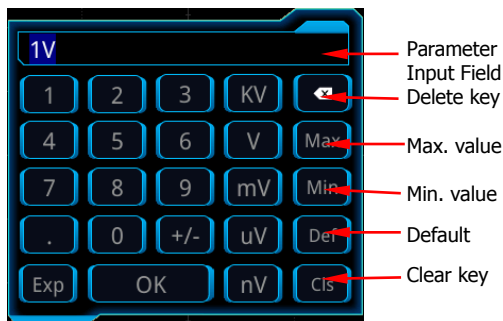 1V
Parameter
Input Field
1 2 3 KV
Delete key
4 5 6 V Max
Max. value
7 8 9 mV Min
Min. value
. 0 +/- uV Def
Default
Exp OK nV Cls
Clear key